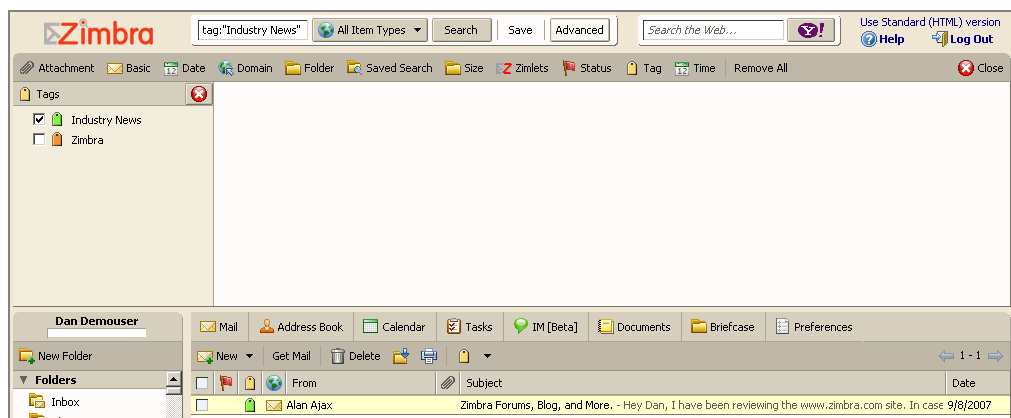 Zimbra tag:"Industry News" All Item Types Search Save Advanced Search the Web... Y! Use Standard (HTML) version
Help Log Out
Attachment Basic 12 Date Domain Folder Saved Search Size Z Zimlets Status Tag 12 Time Remove All Close
Tags
Industry News
Zimbra
Dan Demouser Mail Address Book Calendar Tasks IM [Beta] Documents Briefcase Preferences
New Folder New Get Mail Delete 1 - 1
Folders From Subject Date
Inbox Alan Ajax Zimbra Forums, Blog, and More. - Hey Dan, I have been reviewing the www.zimbra.com site. In case 9/8/2007